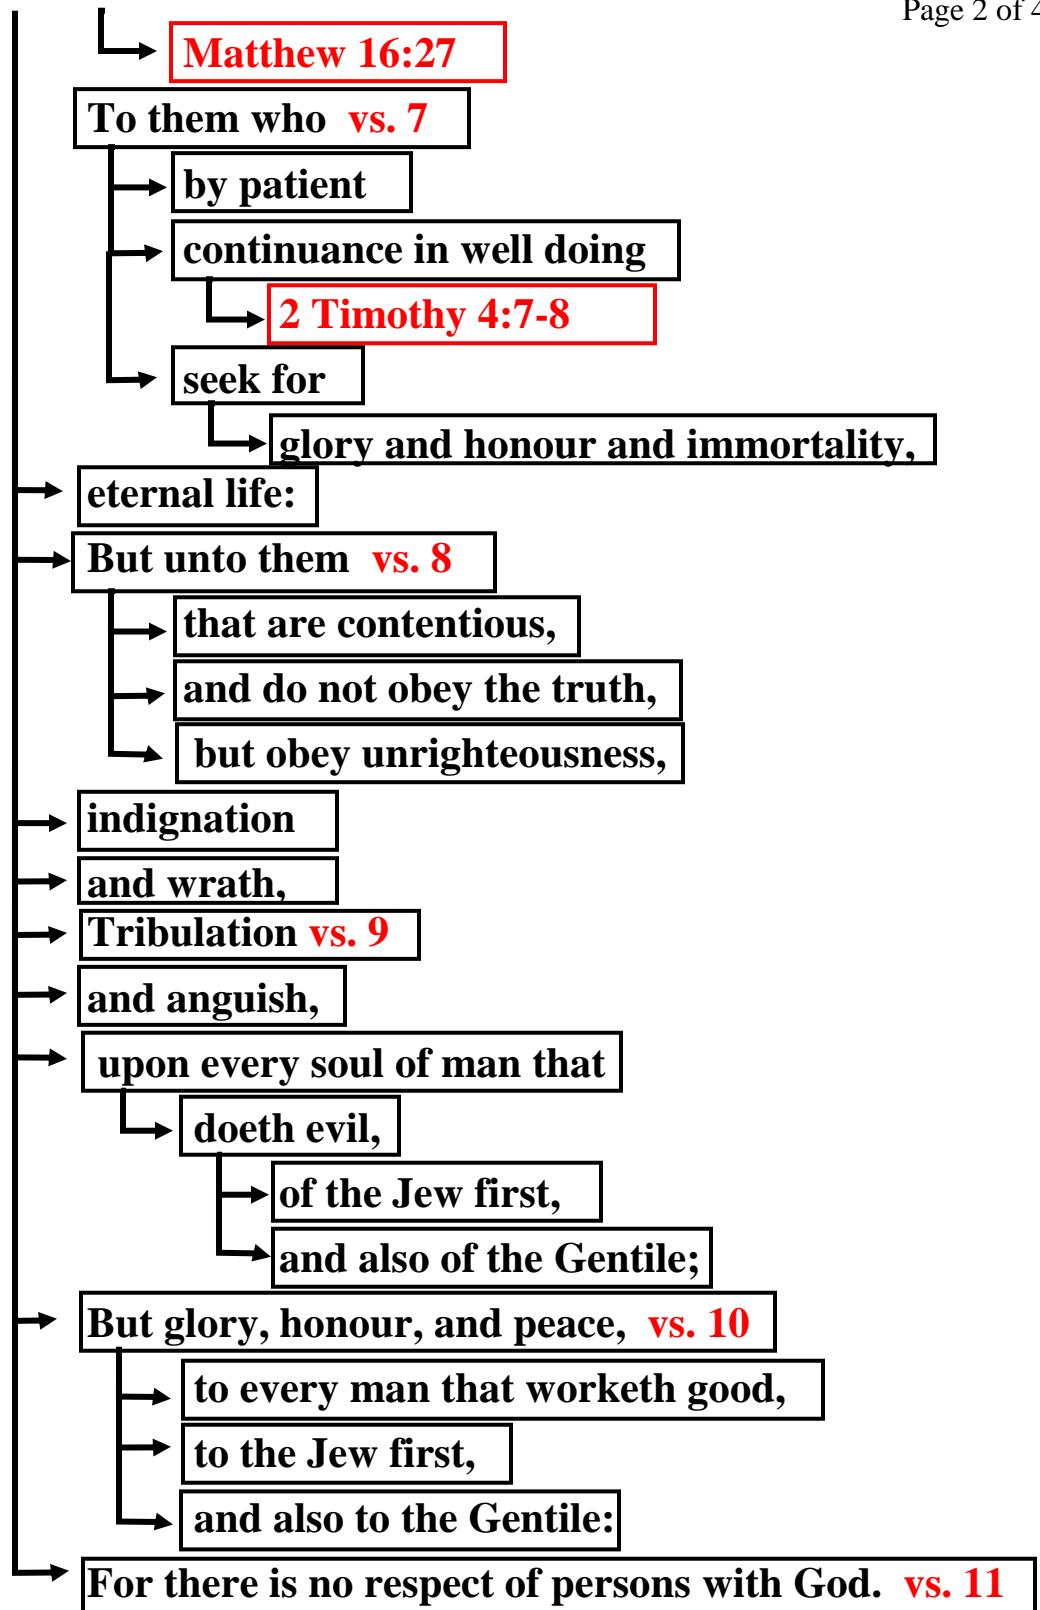 Page 2 of 4
Matthew 16:27
To them who vs. 7
by patient
continuance in well doing
2 Timothy 4:7-8
seek for
glory and honour and immortality,
eternal life:
But unto them vs. 8
that are contentious,
and do not obey the truth,
but obey unrighteousness,
indignation
and wrath,
Tribulation vs. 9
and anguish,
upon every soul of man that
doeth evil,
of the Jew first,
and also of the Gentile;
But glory, honour, and peace, vs. 10
to every man that worketh good,
to the Jew first,
and also to the Gentile:
For there is no respect of persons with God. vs. 11